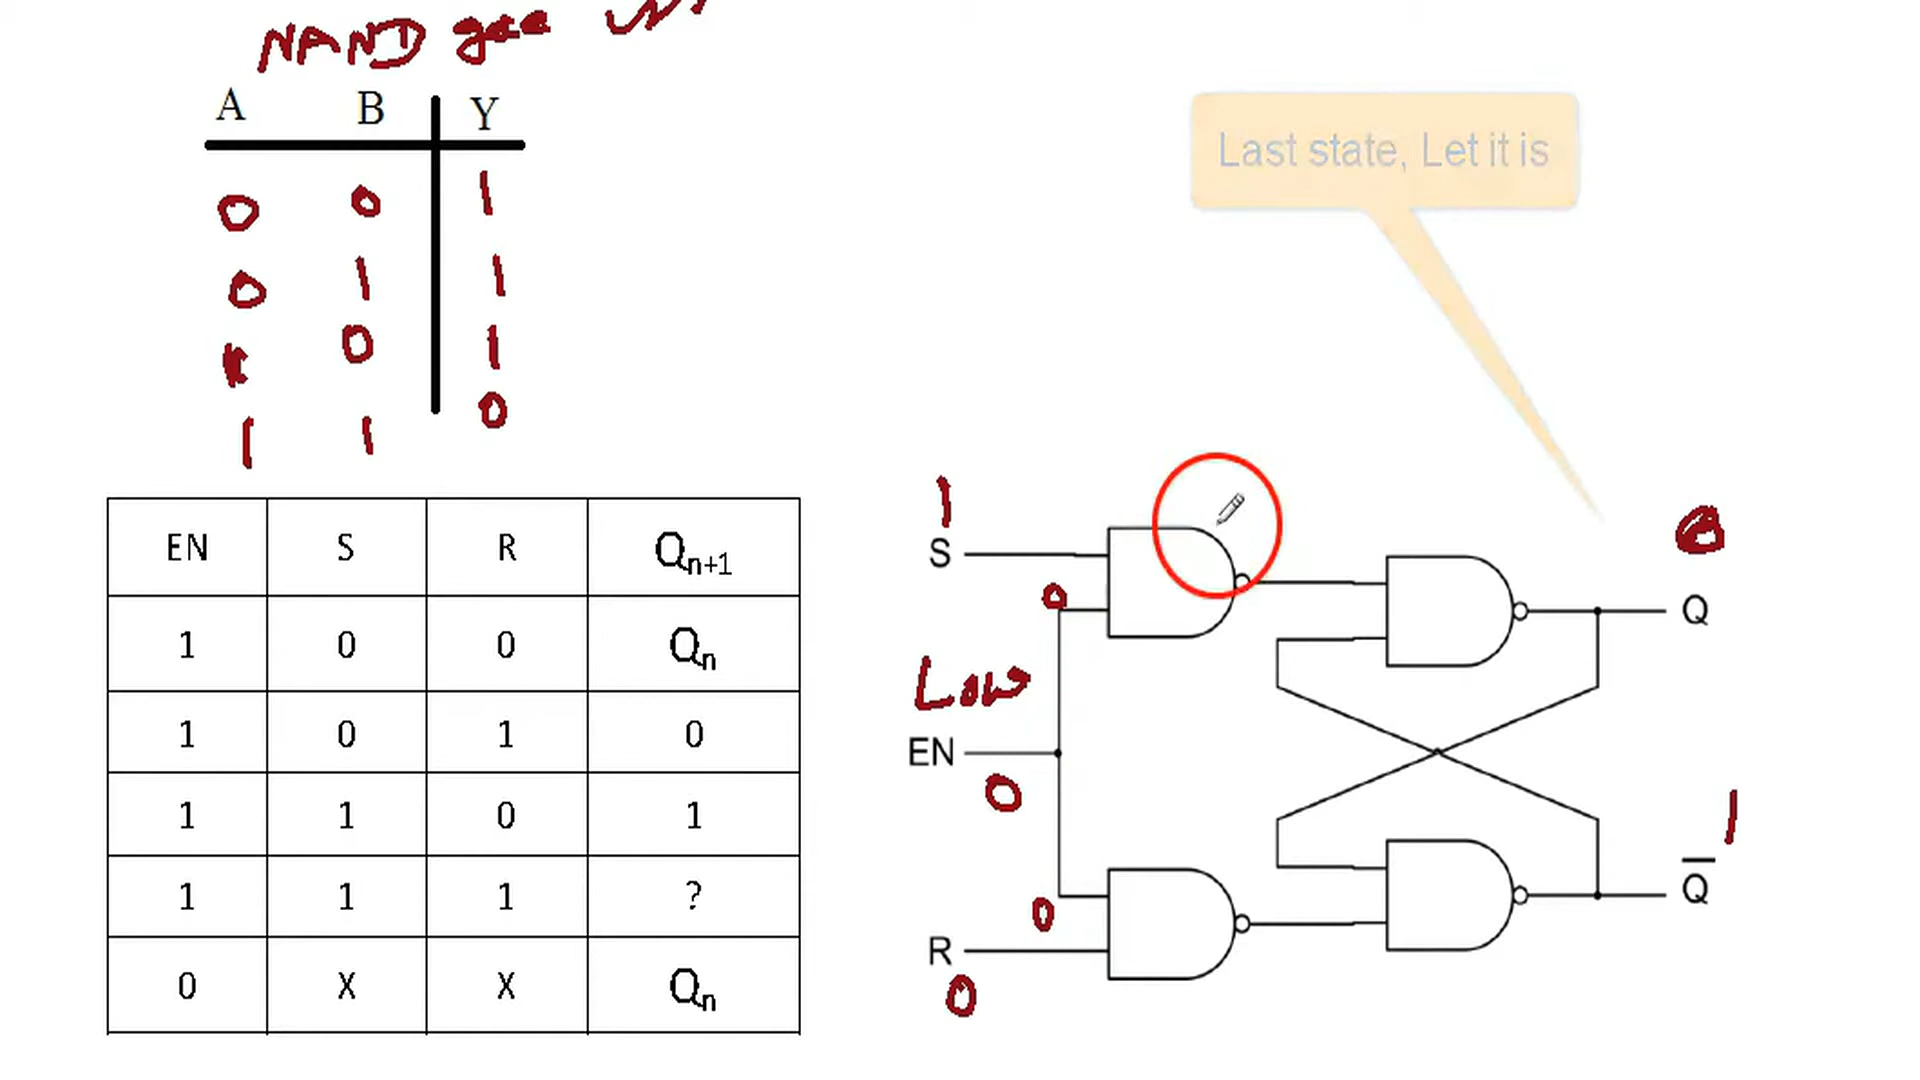 NAND
A B Y
0 0 1
0 1 1
1 0 1
1 1 0
Last state, Let it is
EN S R Qn+1
1 0 0 Qn
1 0 1 0
1 1 0 1
1 1 1 ?
0 X X Qn
1
S
0
0
Q
Low
EN
0
1
Q̅
0
R
0